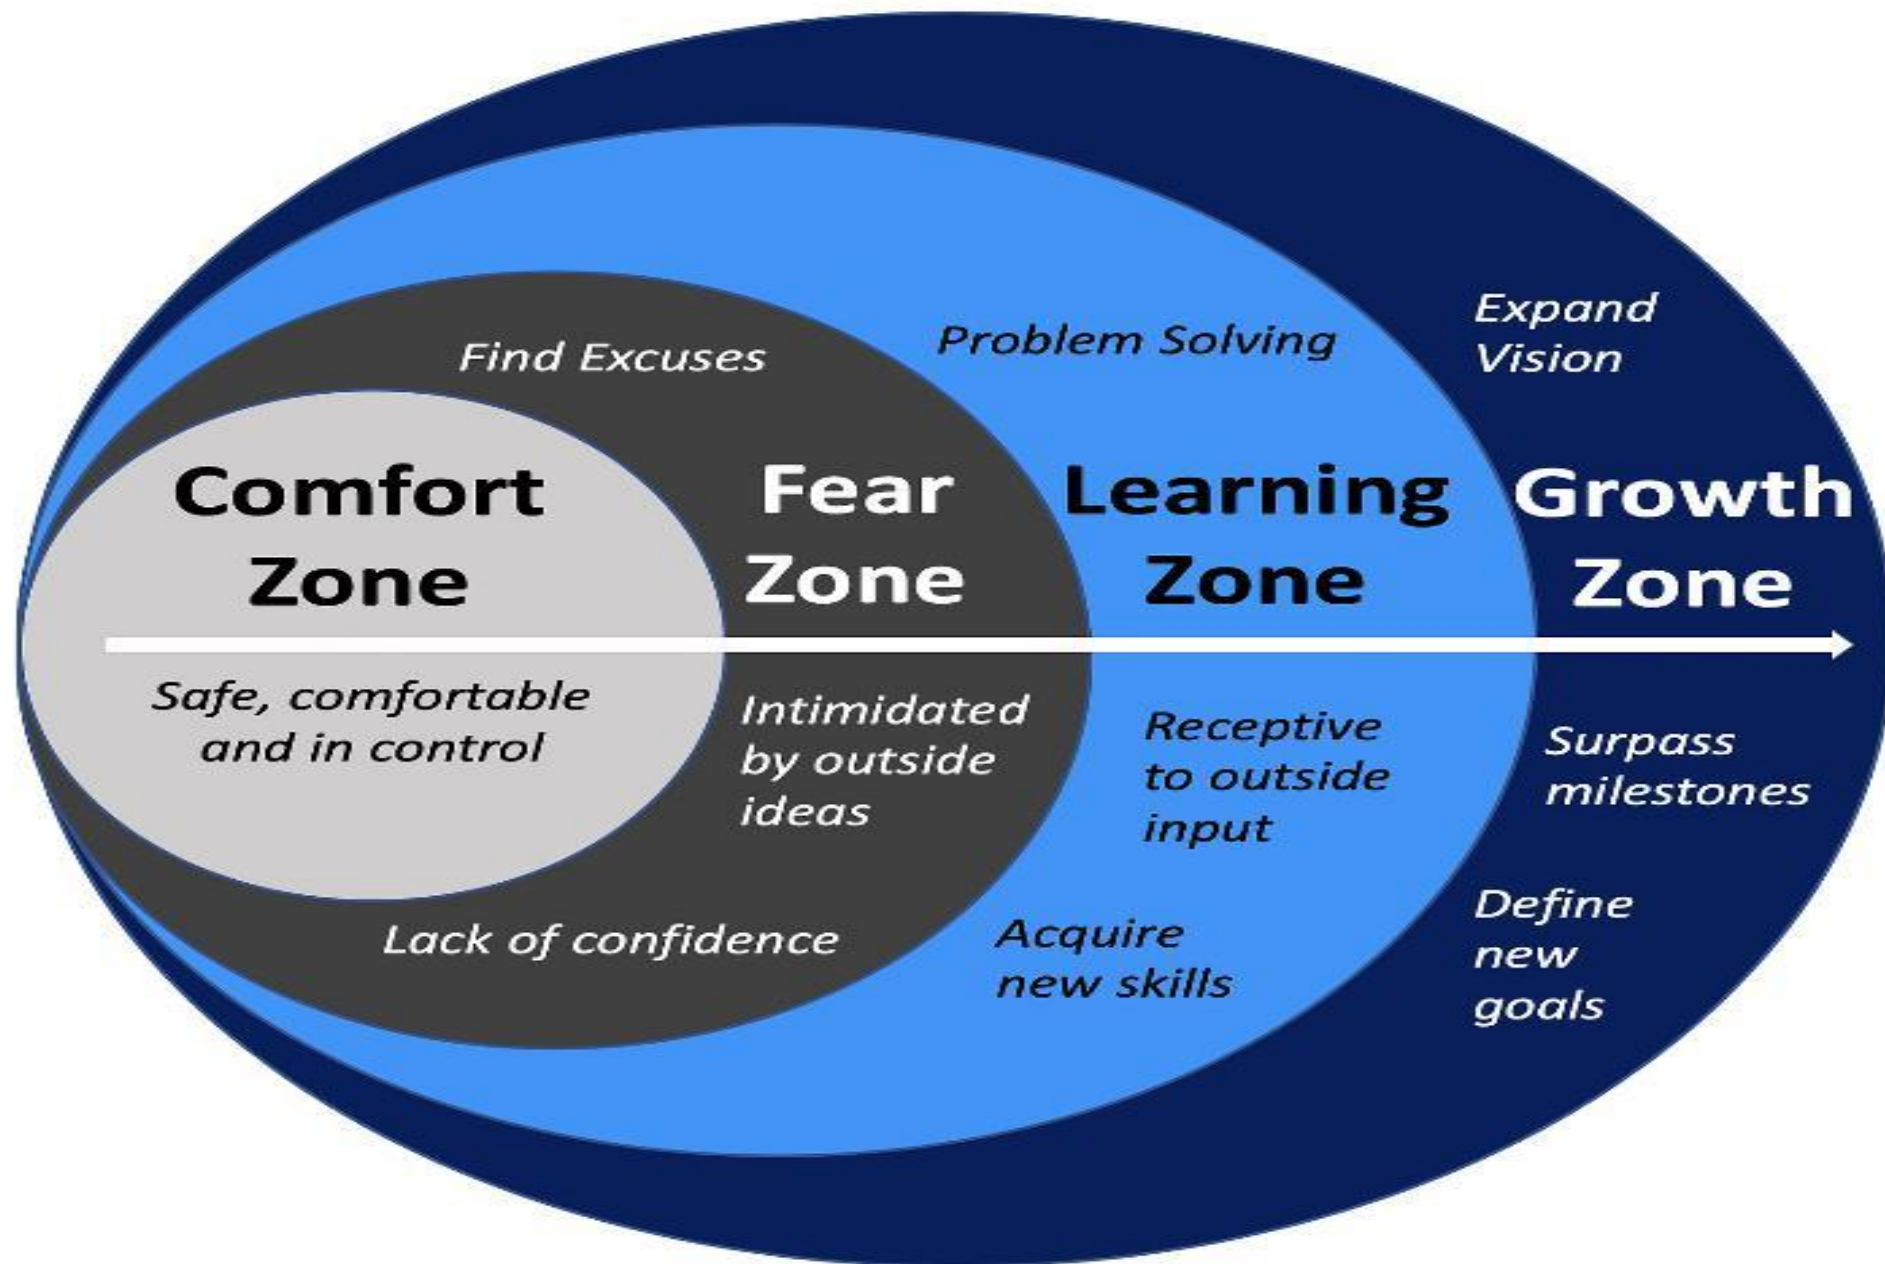 Find Excuses
Problem Solving
Expand
Vision
Comfort
Zone
Fear
Zone
Learning
Zone
Growth
Zone
Safe, comfortable
and in control
Intimidated
by outside
ideas
Receptive
to outside
input
Surpass
milestones
Lack of confidence
Acquire
new skills
Define
new
goals